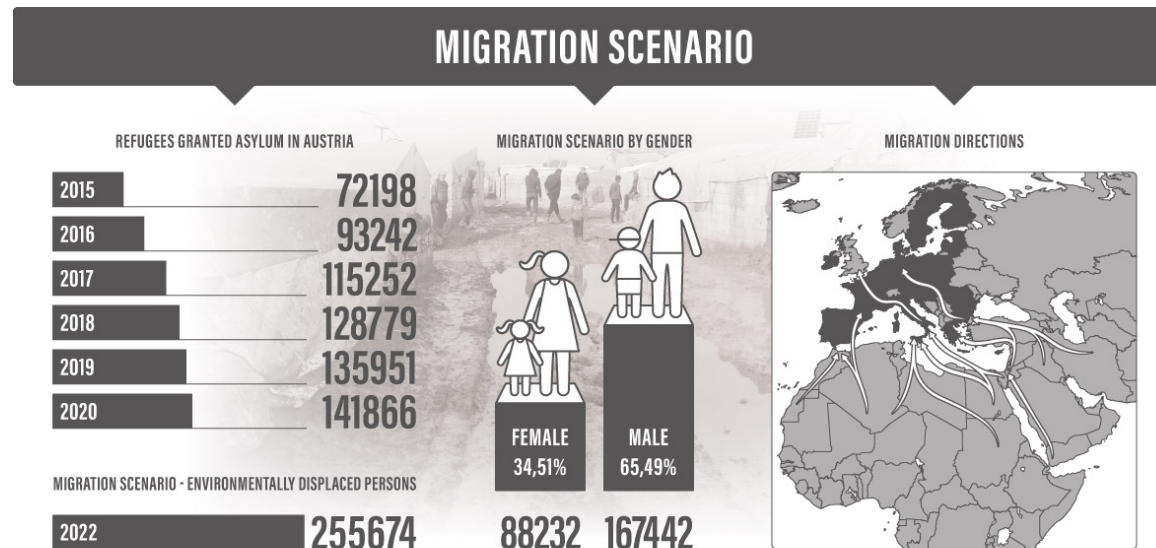 MIGRATION SCENARIO
REFUGEES GRANTED ASYLUM IN AUSTRIA
2015 72198
2016 93242
2017 115252
2018 128779
2019 135951
2020 141866
MIGRATION SCENARIO - ENVIRONMENTALLY DISPLACED PERSONS
2022 255674
MIGRATION SCENARIO BY GENDER
FEMALE
34,51%
MALE
65,49%
88232 167442
MIGRATION DIRECTIONS